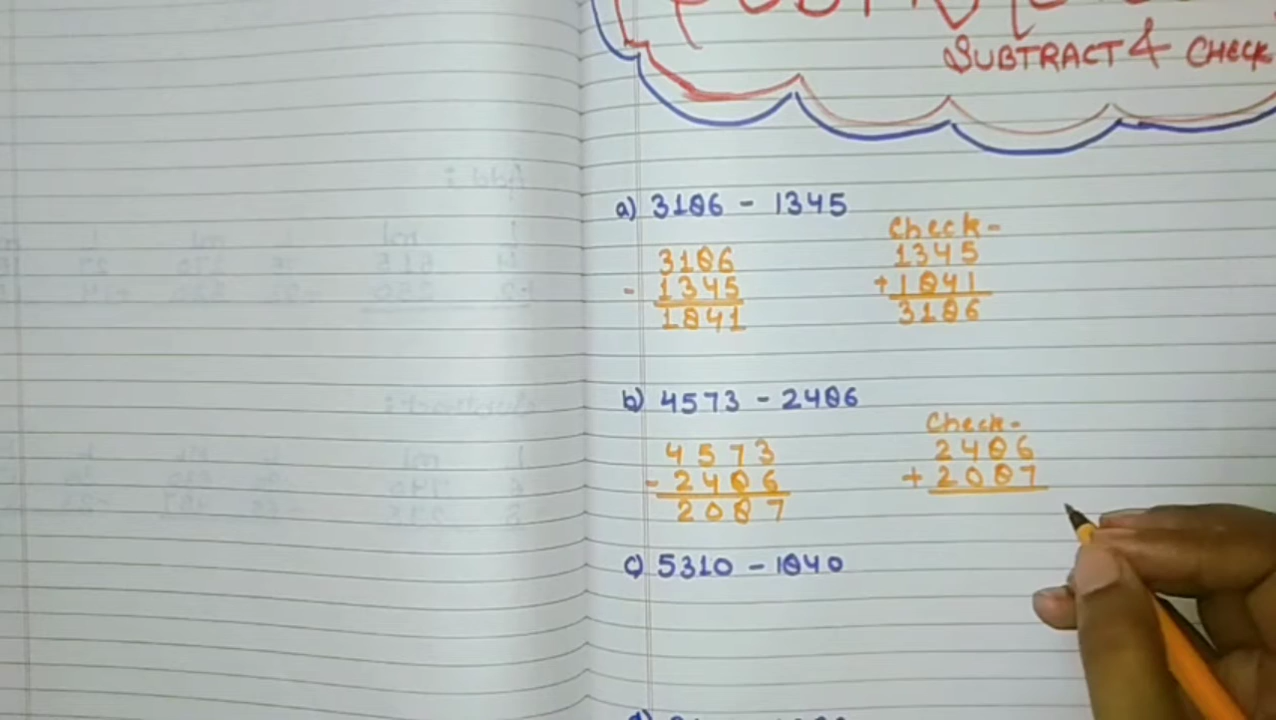 SUBTRACT & CHECK
a) 3186 - 1345
3186
- 1345
1841
Check -
1345
+ 1841
3186
b) 4573 - 2486
4573
- 2486
2087
Check -
2486
+ 2087
c) 5310 - 1840